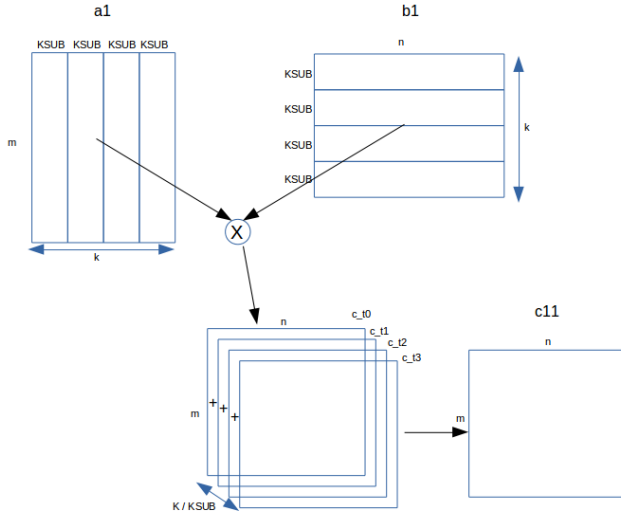 a1
b1
KSUB KSUB KSUB KSUB
n
KSUB
KSUB
k
KSUB
KSUB
m
k
X
c_t0
n
c_t1
c_t2
c_t3
c11
n
+
+
+
m
m
K / KSUB